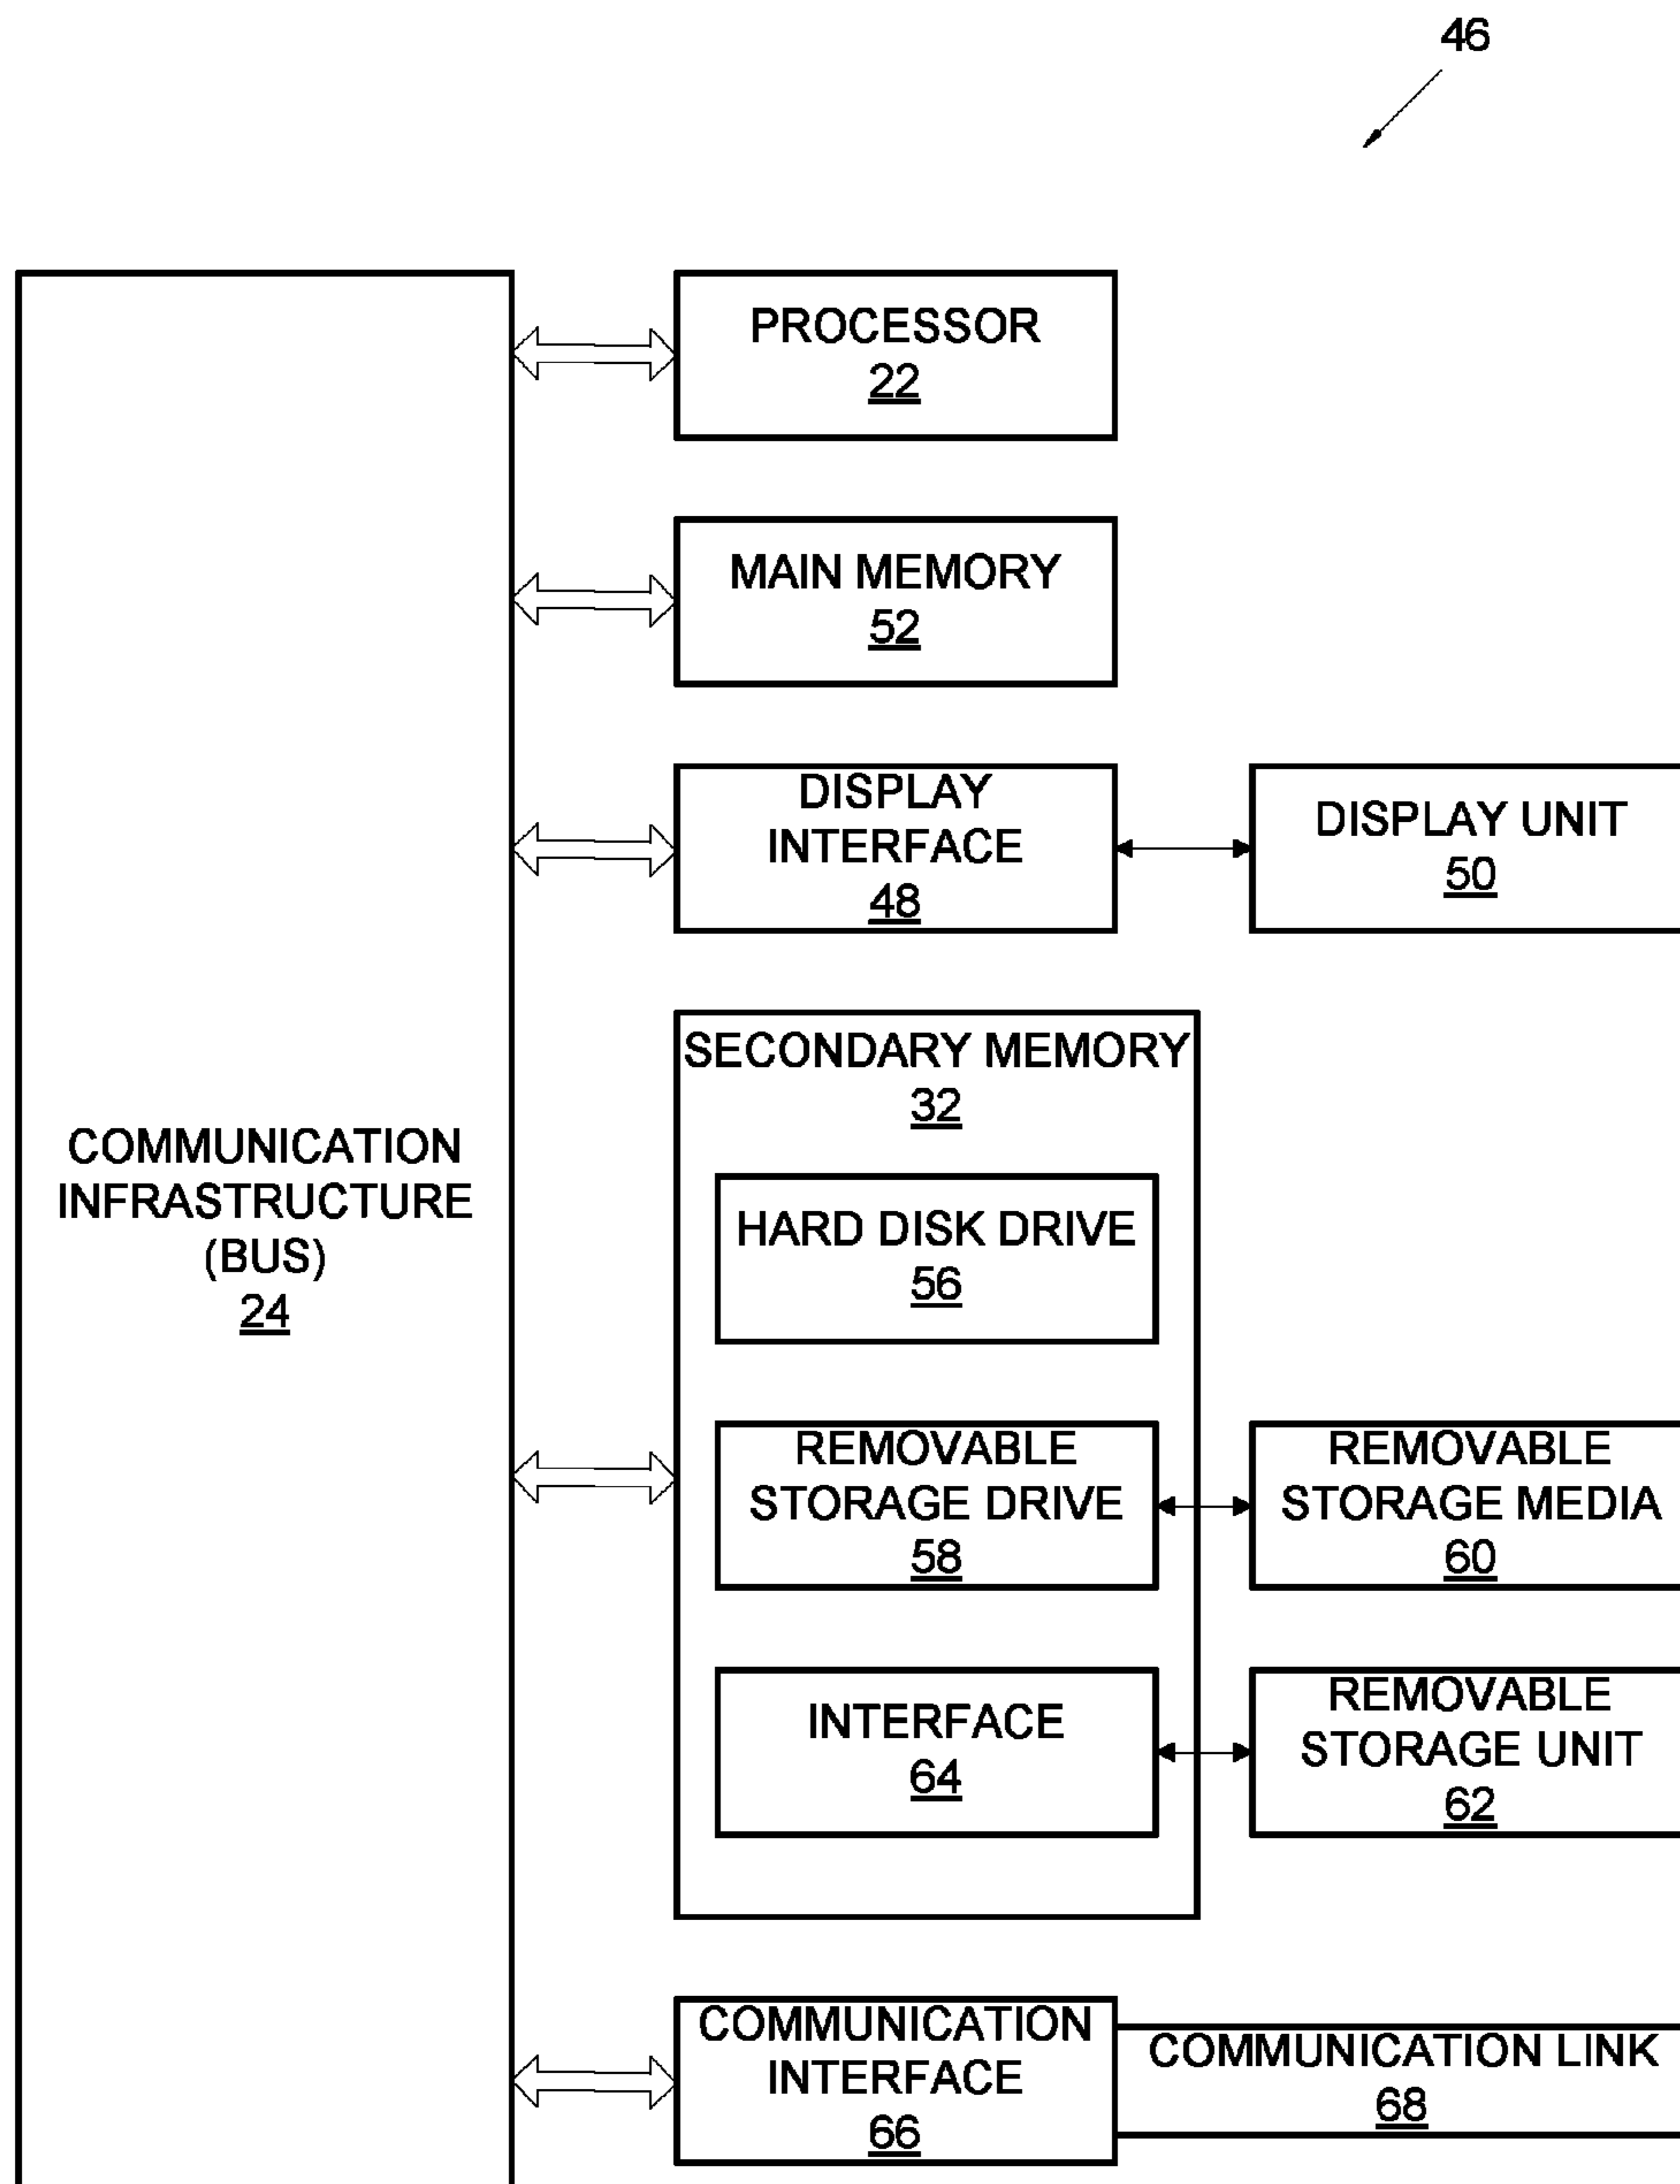 46
PROCESSOR
22
MAIN MEMORY
52
DISPLAY
INTERFACE
48
DISPLAY UNIT
50
SECONDARY MEMORY
32
COMMUNICATION
INFRASTRUCTURE
(BUS)
24
HARD DISK DRIVE
56
REMOVABLE
STORAGE DRIVE
58
REMOVABLE
STORAGE MEDIA
60
INTERFACE
64
REMOVABLE
STORAGE UNIT
62
COMMUNICATION
INTERFACE
66
COMMUNICATION LINK
68